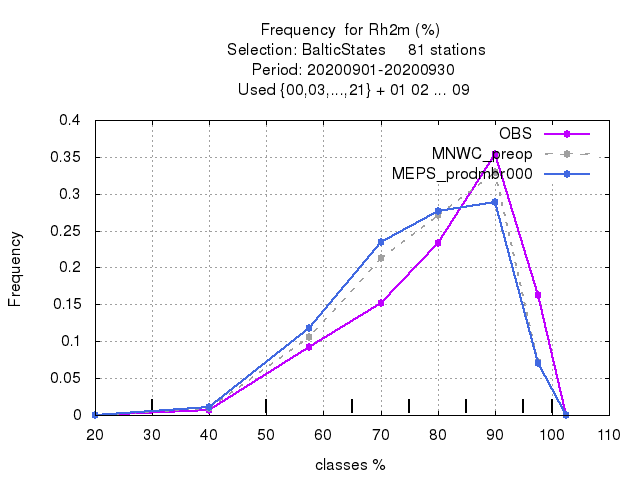 Frequency for Rh2m (%)
Selection: BalticStates 81 stations
Period: 20200901-20200930
Used {00,03,...,21} + 01 02 ... 09
OBS
MNWC_preop
MEPS_prodmbr000
Frequency
0.4
0.35
0.3
0.25
0.2
0.15
0.1
0.05
0
20 30 40 50 60 70 80 90 100 110
classes %